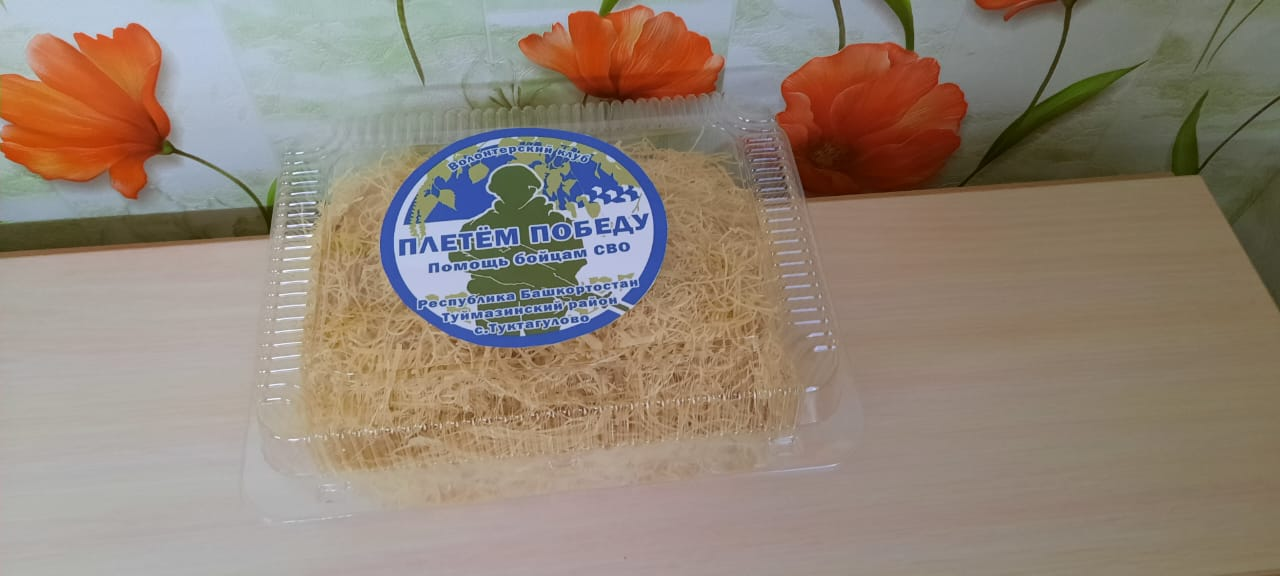 Волонтерский клуб
ПЛЕТЁМ ПОБЕДУ
Помощь бойцам СВО
Республика Башкортостан
Туймазинский район
с.Туктагулово